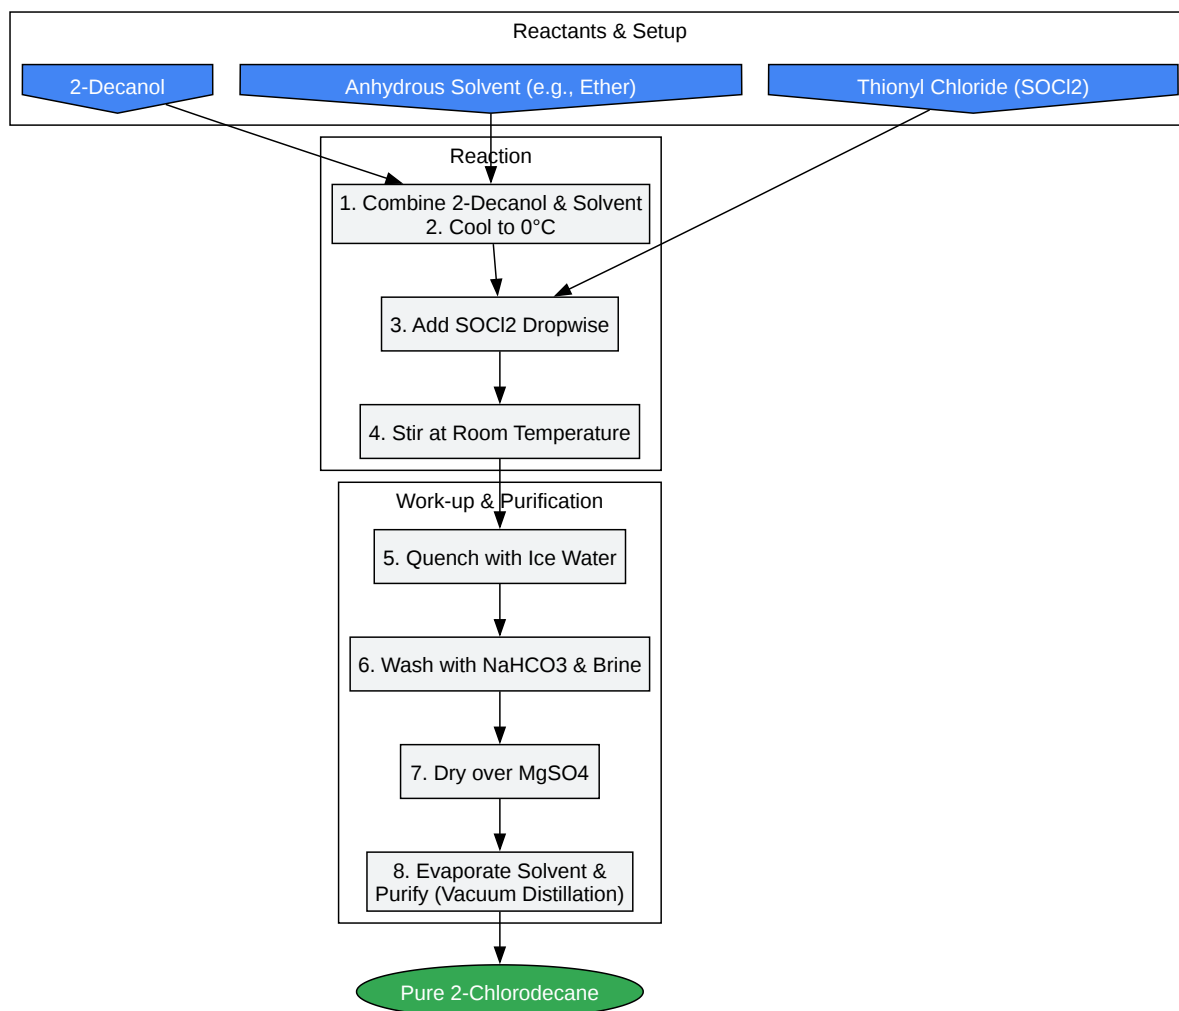 Reactants & Setup
2-Decanol
Anhydrous Solvent (e.g., Ether)
Thionyl Chloride (SOCl2)
Reaction
1. Combine 2-Decanol & Solvent
2. Cool to 0°C
3. Add SOCl2 Dropwise
4. Stir at Room Temperature
Work-up & Purification
5. Quench with Ice Water
6. Wash with NaHCO3 & Brine
7. Dry over MgSO4
8. Evaporate Solvent &
Purify (Vacuum Distillation)
Pure 2-Chlorodecane